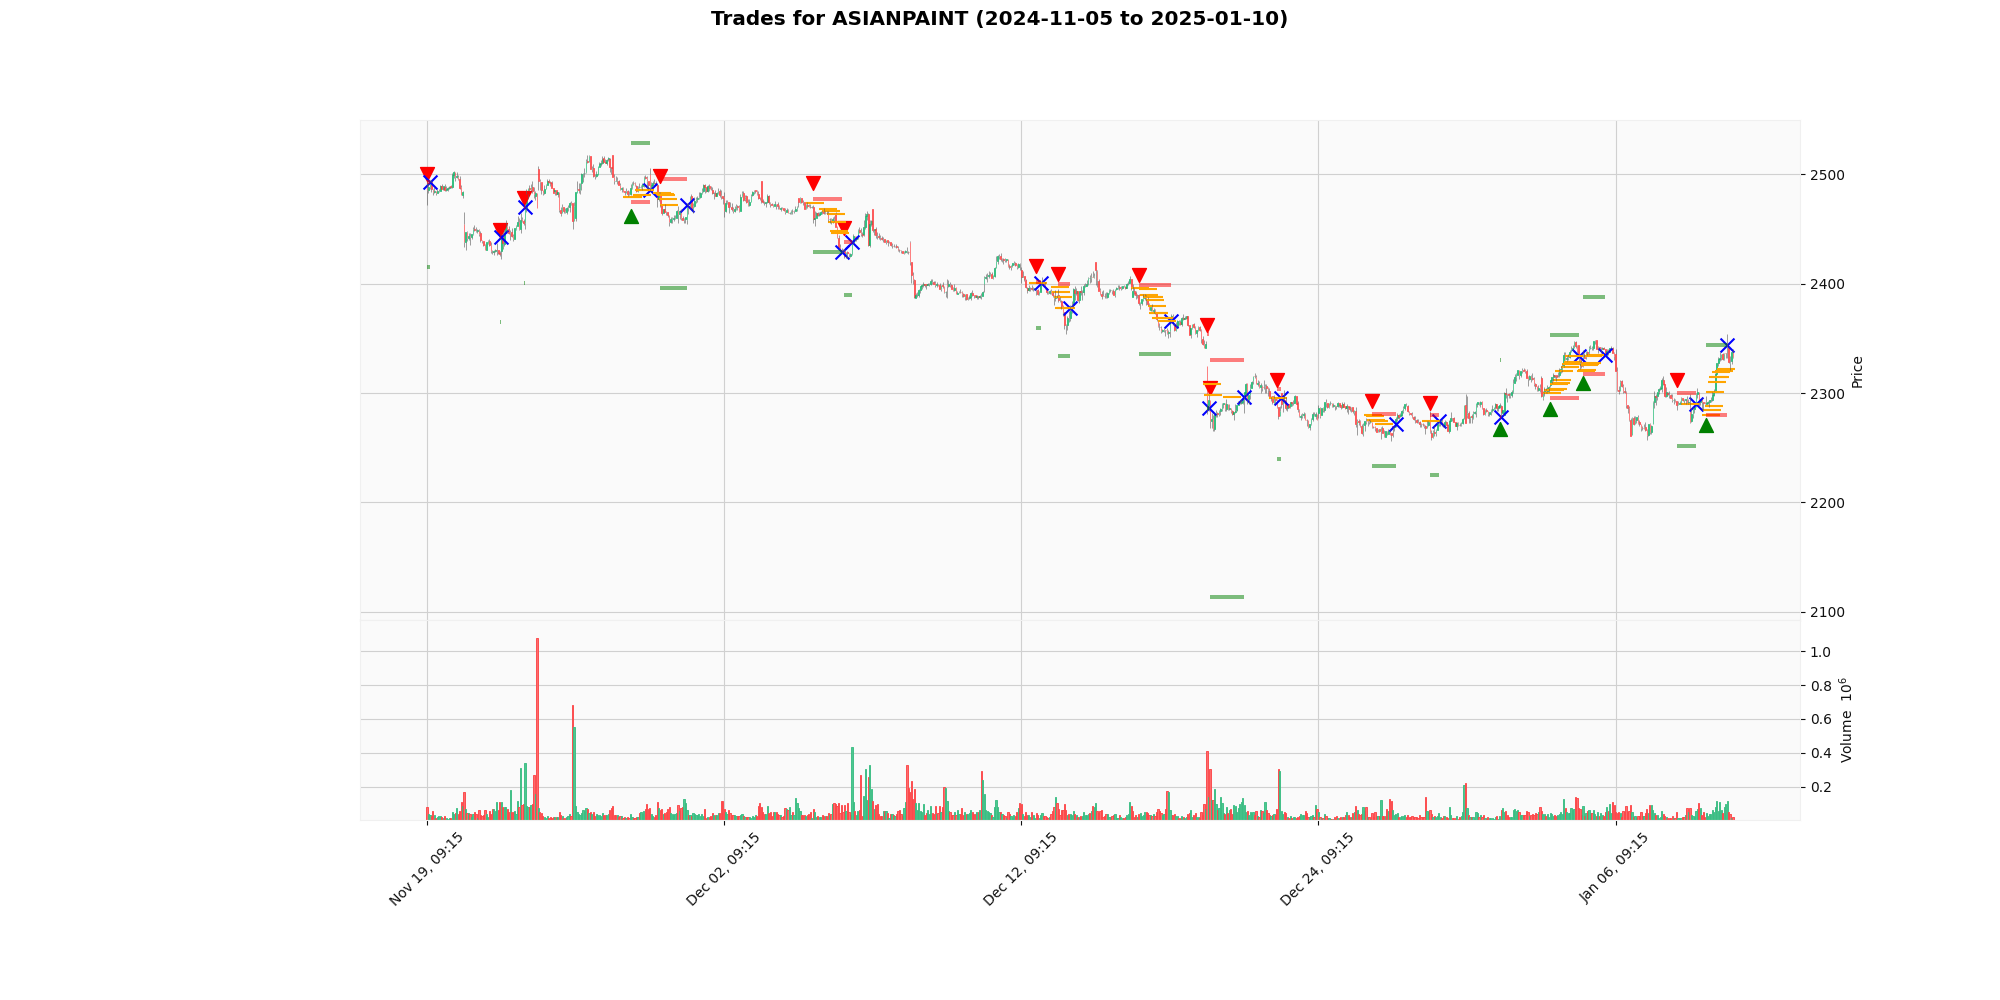 Trades for ASIANPAINT (2024-11-05 to 2025-01-10)
2500
2400
2300
2200
2100
Price
1.0
0.8
0.6
0.4
0.2
Volume 10^6
Nov 19, 09:15
Dec 02, 09:15
Dec 12, 09:15
Dec 24, 09:15
Jan 06, 09:15